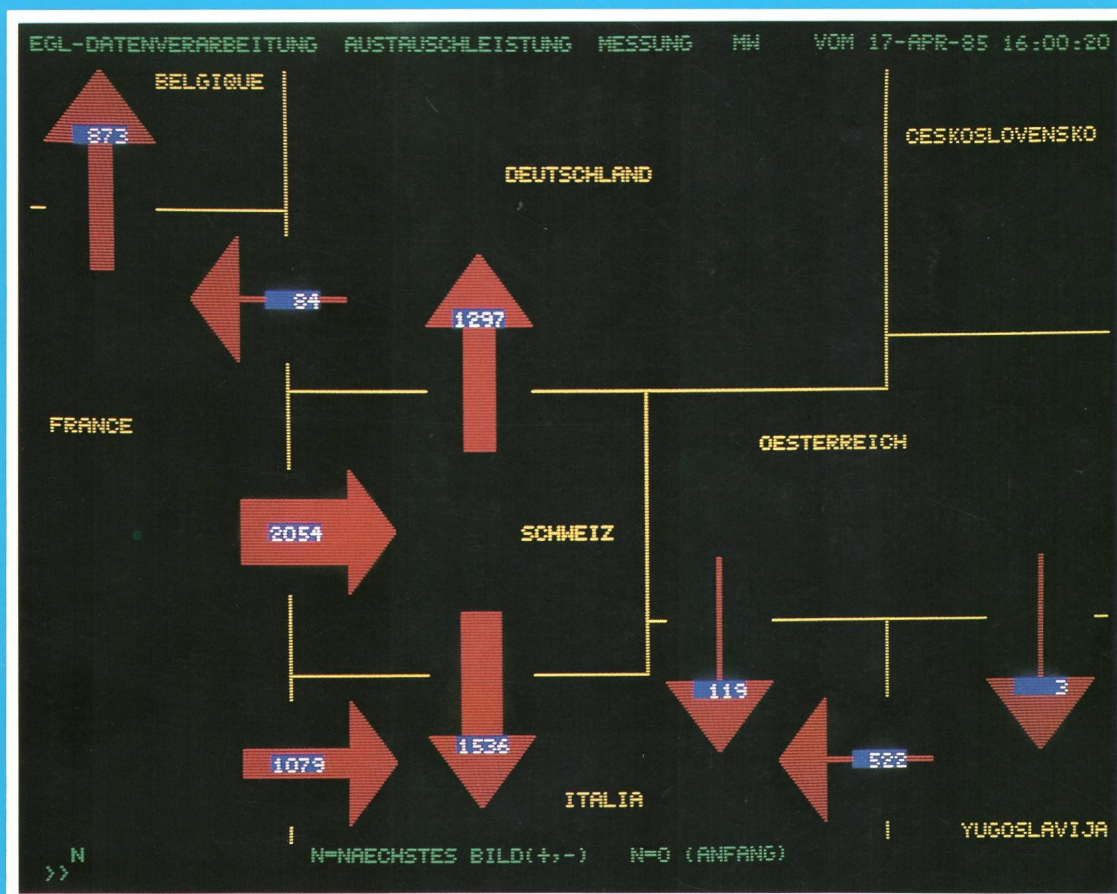 EGL-DATENVERARBEITUNG AUSTAUSCHLEISTUNG MESSUNG MW VOM 17-APR-85 16:00:20
BELGIQUE
873
CESKOSLOVENSKO
DEUTSCHLAND
84
1297
FRANCE
OESTERREICH
2054
SCHWEIZ
119
3
1536
522
1079
ITALIA
YUGOSLAVIJA
N=NAECHSTES BILD(+,-) N=0 (ANFANG)
N
>>